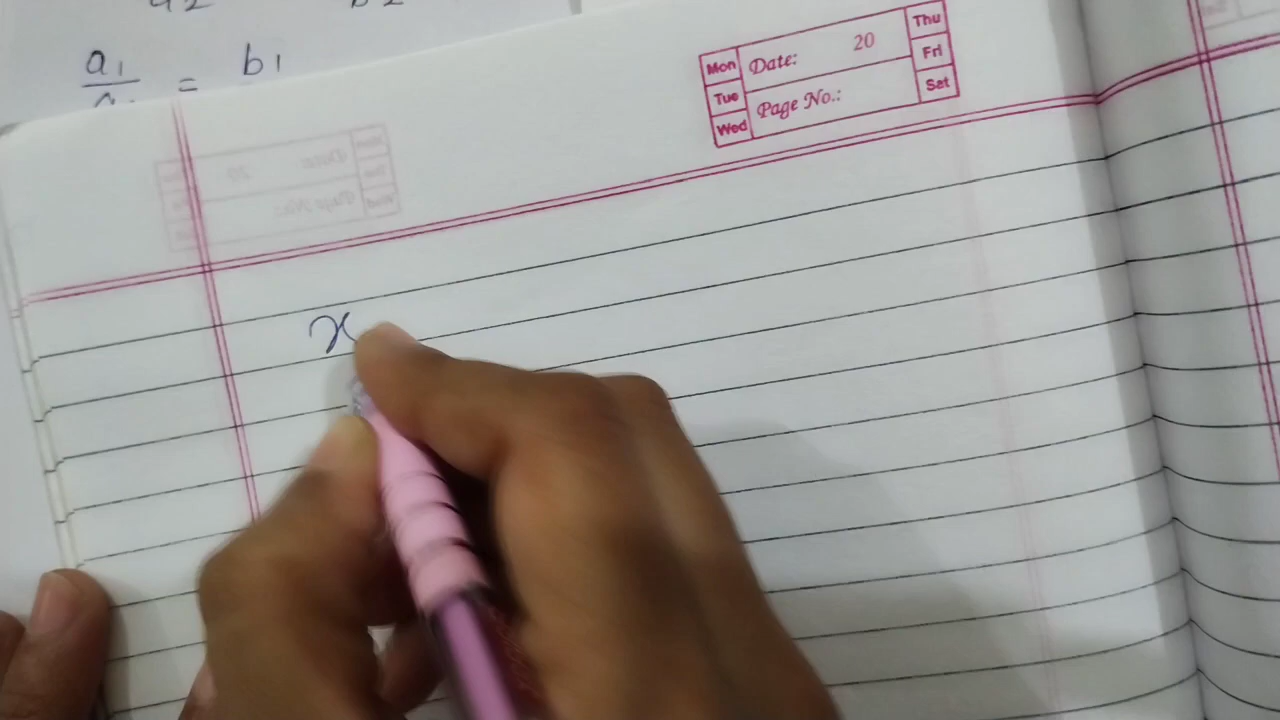 a₁ = b₁
Mon Date: 20 Thu
Tue Fri
Wed Page No.: Sat
x